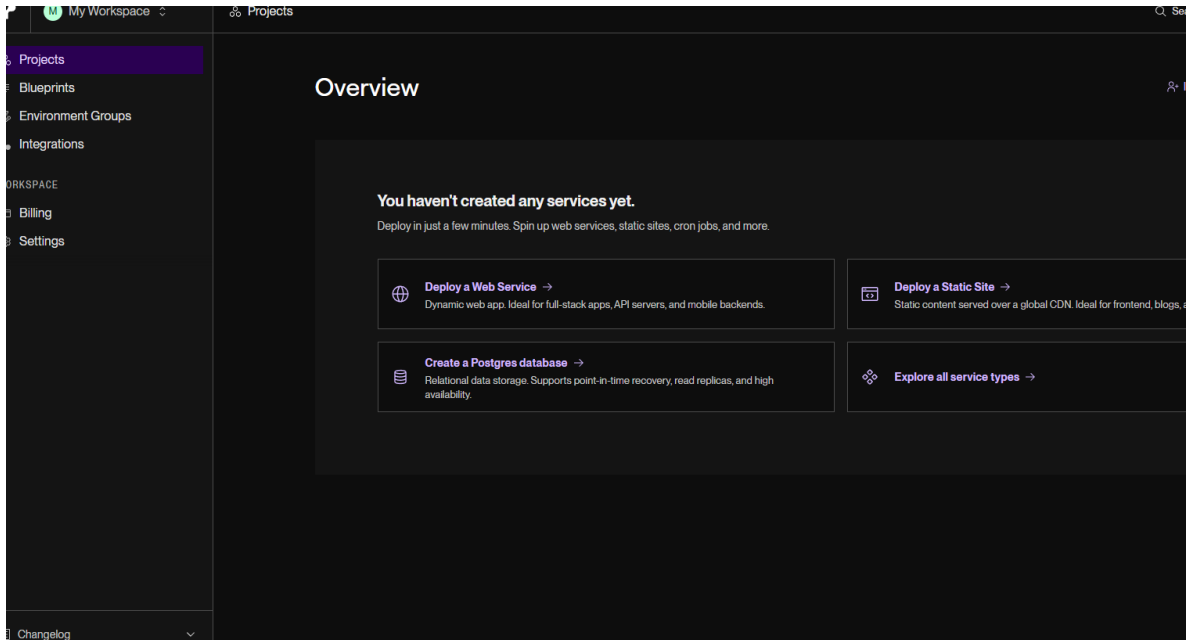 M My Workspace
Projects
Projects
Blueprints
Environment Groups
Integrations
Billing
Settings
Changelog
Overview
You haven't created any services yet.
Deploy in just a few minutes. Spin up web services, static sites, cron jobs, and more.
Deploy a Web Service →
Dynamic web app. Ideal for full-stack apps, API servers, and mobile backends.
Deploy a Static Site →
Static content served over a global CDN. Ideal for frontend, blogs,
Create a Postgres database →
Relational data storage. Supports point-in-time recovery, read replicas, and high
availability.
Explore all service types →